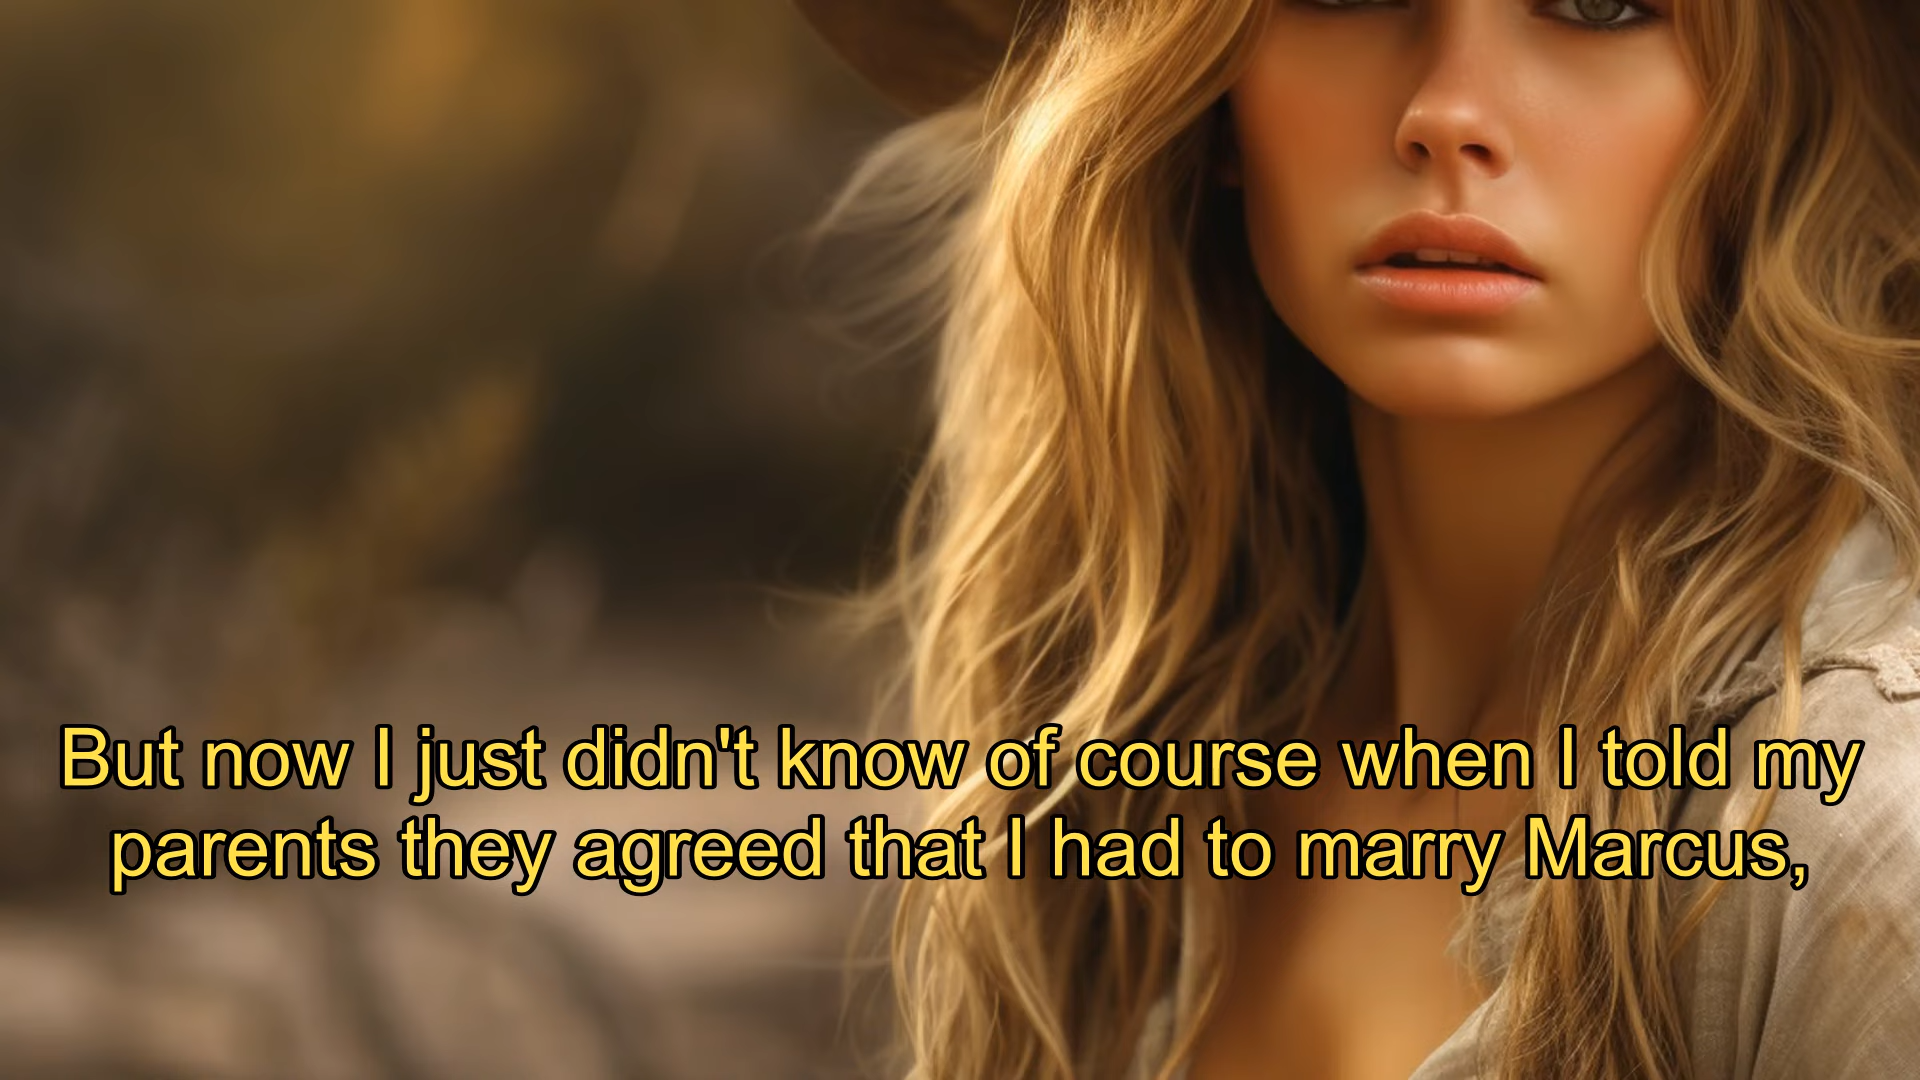 But now I just didn't know of course when I told my
parents they agreed that I had to marry Marcus,